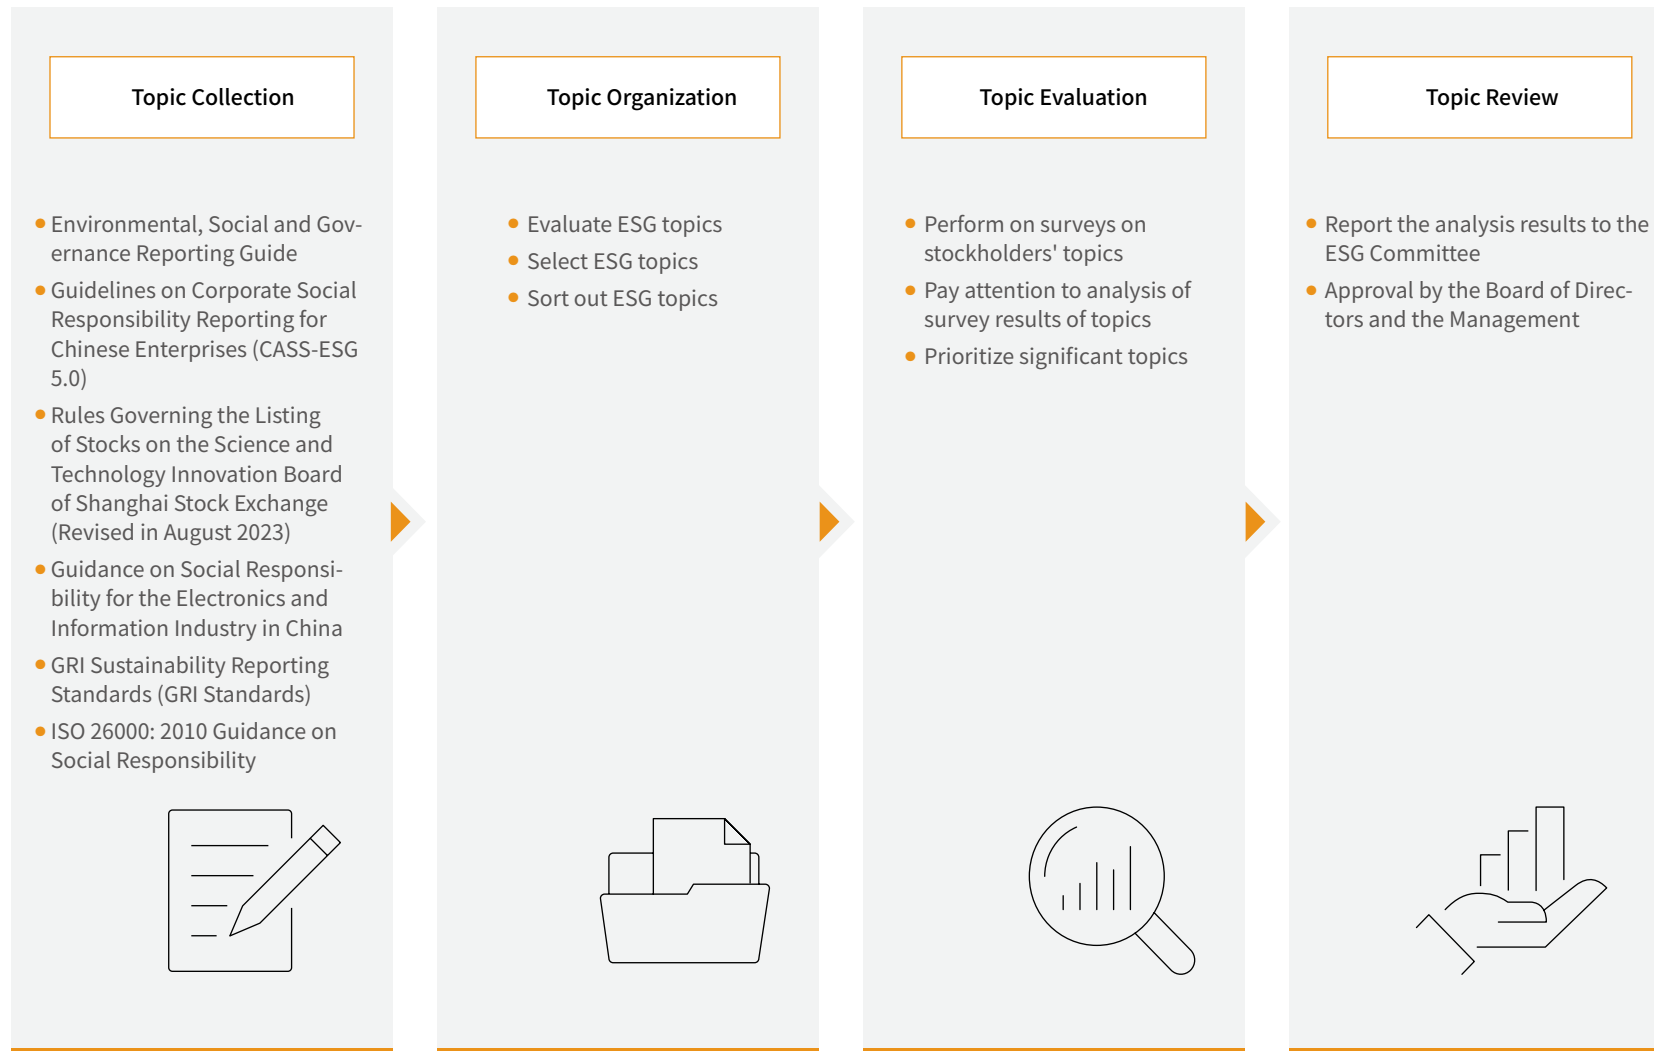 Topic Collection
Environmental, Social and Gov-
ernance Reporting Guide
Guidelines on Corporate Social
Responsibility Reporting for
Chinese Enterprises (CASS-ESG
5.0)
Rules Governing the Listing
of Stocks on the Science and
Technology Innovation Board
of Shanghai Stock Exchange
(Revised in August 2023)
Guidance on Social Responsi-
bility for the Electronics and
Information Industry in China
GRI Sustainability Reporting
Standards (GRI Standards)
ISO 26000: 2010 Guidance on
Social Responsibility
Topic Organization
Evaluate ESG topics
Select ESG topics
Sort out ESG topics
Topic Evaluation
Perform on surveys on
stockholders' topics
Pay attention to analysis of
survey results of topics
Prioritize significant topics
Topic Review
Report the analysis results to the
ESG Committee
Approval by the Board of Direc-
tors and the Management